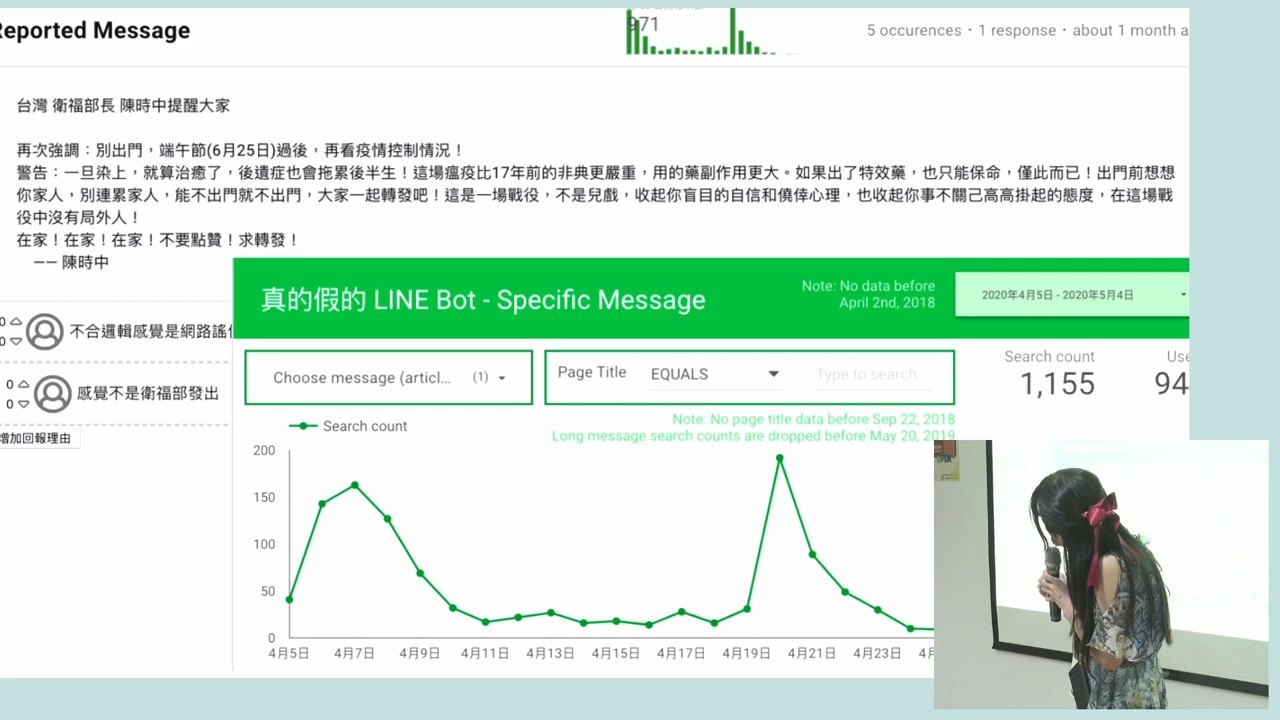 Reported Message
971
5 occurences · 1 response · about 1 month a
台灣 衛福部長 陳時中提醒大家
再次強調：別出門，端午節(6月25日)過後，再看疫情控制情況！
警告：一旦染上，就算治癒了，後遺症也會拖累後半生！這場瘟疫比17年前的非典更嚴重，用的藥副作用更大。如果出了特效藥，也只能保命，僅此而已！出門前想想
你家人，別連累家人，能不出門就不出門，大家一起轉發吧！這是一場戰役，不是兒戲，收起你盲目的自信和僥倖心理，也收起你事不關己高高掛起的態度，在這場戰
役中沒有局外人！
在家！在家！在家！不要點贊！求轉發！
—— 陳時中
0
0
不合邏輯感覺是網路謠
0
0
感覺不是衛福部發出
增加回報理由
真的假的 LINE Bot - Specific Message
Note: No data before
April 2nd, 2018
2020年4月5日 - 2020年5月4日
Choose message (articl... (1)
Page Title EQUALS Type to search
Search count
1,155
Use
94
Note: No page title data before Sep 22, 2018
Long message search counts are dropped before May 20, 2019
Search count
200
150
100
50
0
4月5日 4月7日 4月9日 4月11日 4月13日 4月15日 4月17日 4月19日 4月21日 4月23日 4月